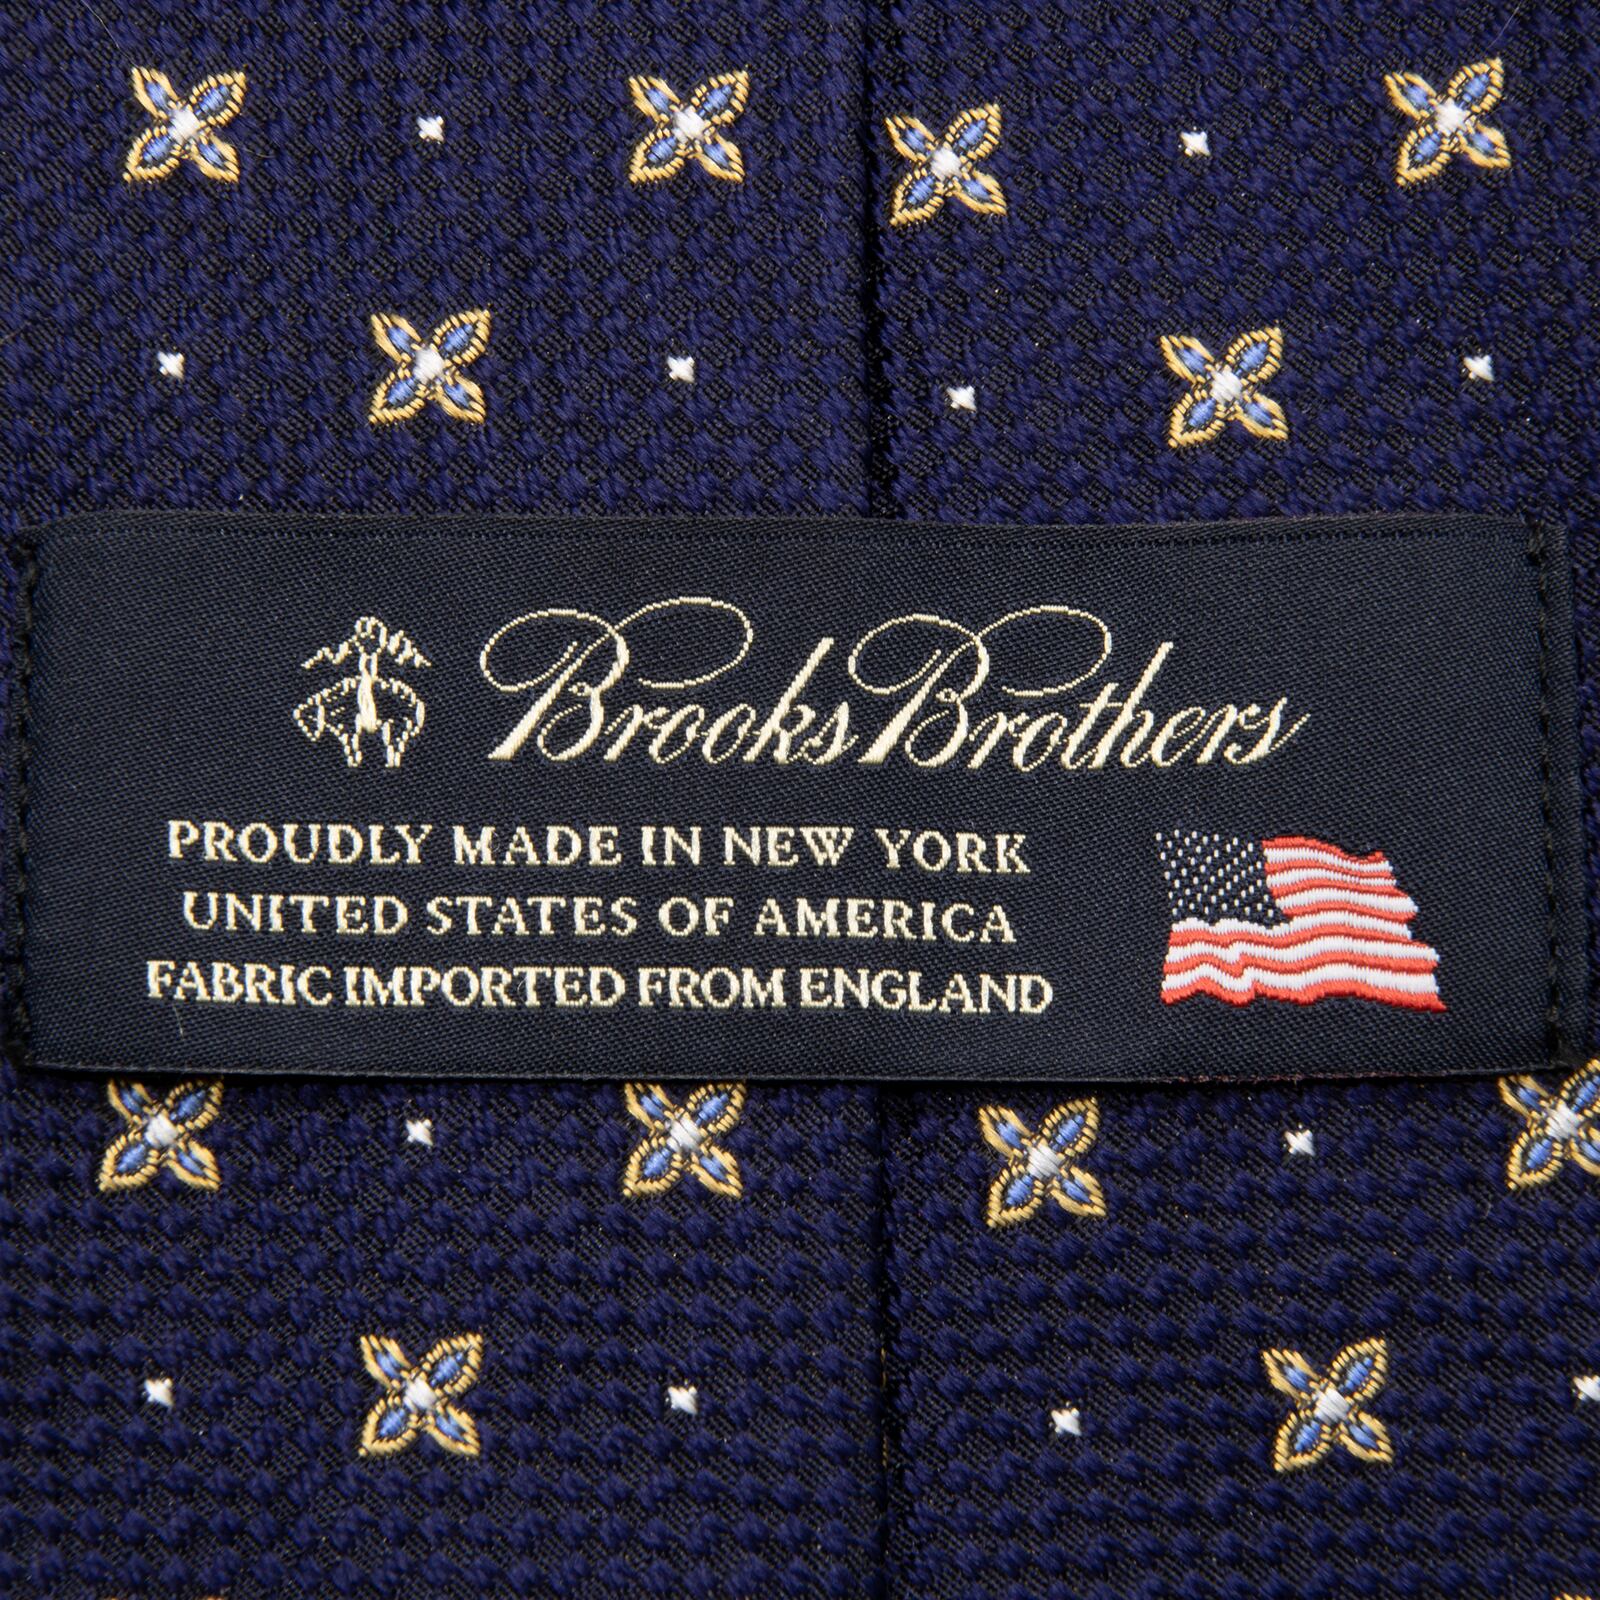 Brooks Brothers
PROUDLY MADE IN NEW YORK
UNITED STATES OF AMERICA
FABRIC IMPORTED FROM ENGLAND